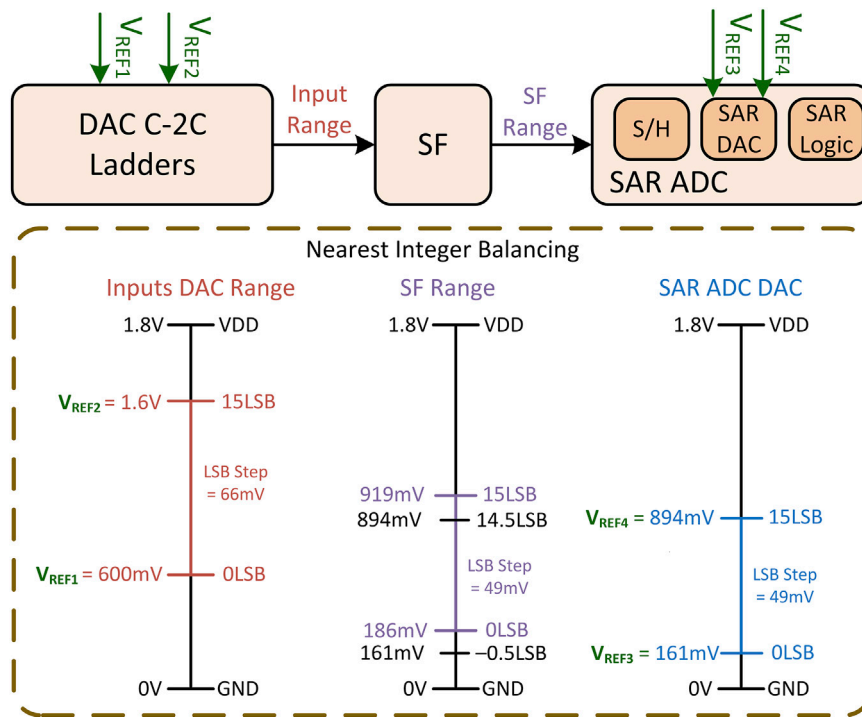 VREF1
VREF2
VREF3
VREF4
DAC C-2C
Ladders
Input
Range
SF
SF
Range
S/H
SAR
DAC
SAR
Logic
SAR ADC
Nearest Integer Balancing
Inputs DAC Range
SF Range
SAR ADC DAC
1.8V VDD
1.8V VDD
1.8V VDD
VREF2 = 1.6V 15LSB
LSB Step
= 66mV
VREF1 = 600mV 0LSB
0V GND
919mV 15LSB
894mV 14.5LSB
LSB Step
= 49mV
186mV 0LSB
161mV –0.5LSB
0V GND
VREF4 = 894mV 15LSB
LSB Step
= 49mV
VREF3 = 161mV 0LSB
0V GND